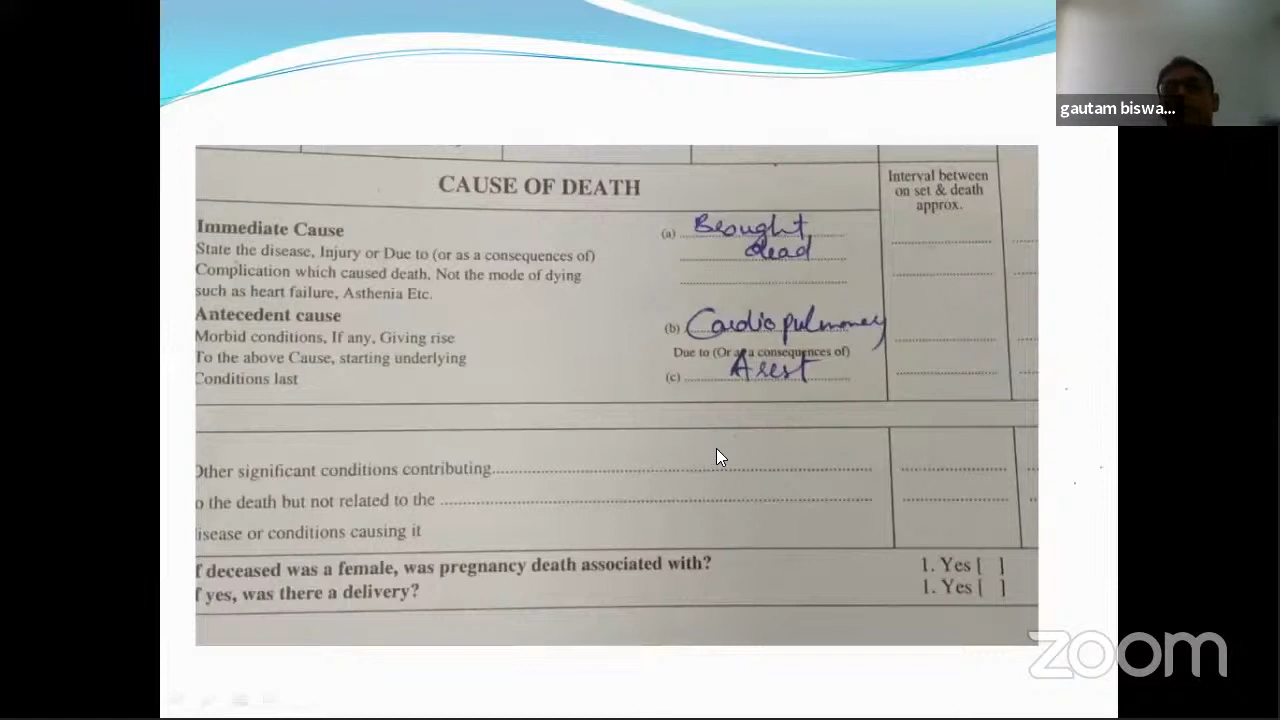 gautam biswa...
CAUSE OF DEATH
Interval between
on set & death
approx.
Immediate Cause
(a) Brought
State the disease, Injury or Due to (or as a consequences of)
dead
Complication which caused death, Not the mode of dying
such as heart failure, Asthenia Etc.
Antecedent cause
(b) Cardiopulmonary
Morbid conditions, If any, Giving rise
Due to (Or as a consequences of)
To the above Cause, starting underlying
(c) Arest
Conditions last
Other significant conditions contributing
o the death but not related to the
isease or conditions causing it
f deceased was a female, was pregnancy death associated with? 1. Yes [ ]
f yes, was there a delivery? 1. Yes [ ]
zoom